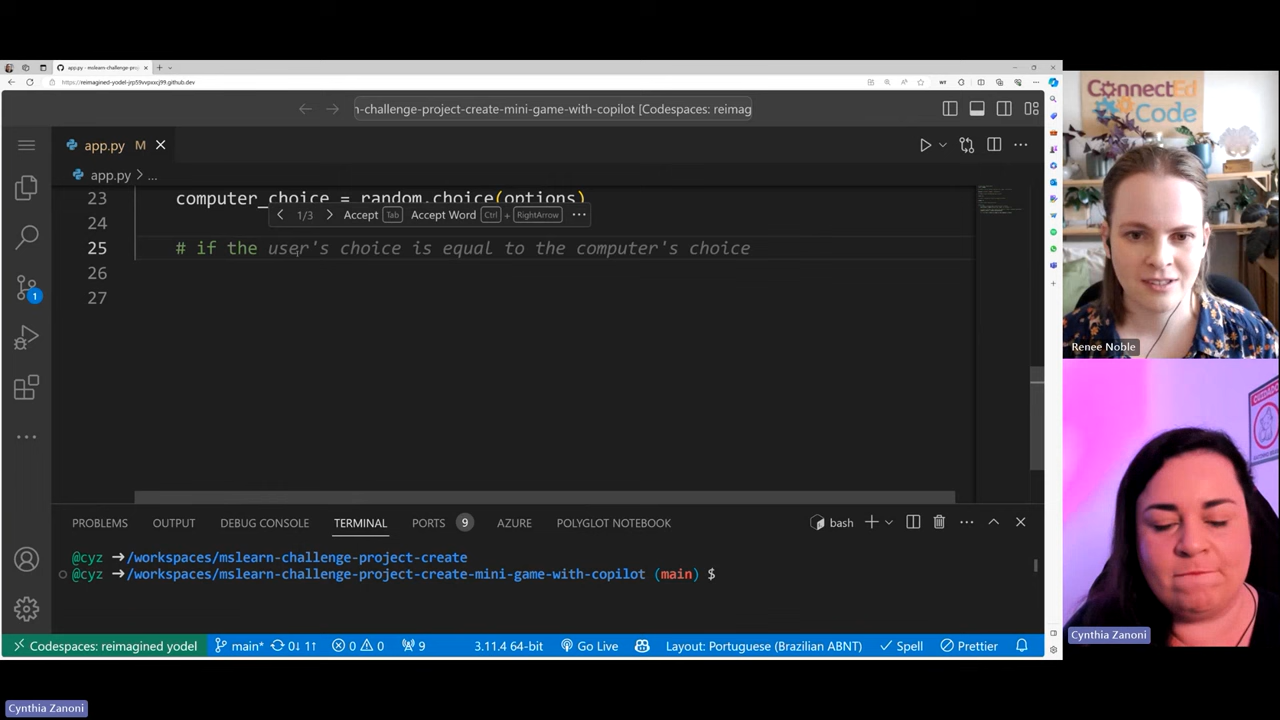 app.py - mslearn-challenge-proj
https://reimagined-yodel-jrp59vvpxxcj99.github.dev
-challenge-project-create-mini-game-with-copilot [Codespaces: reimag
app.py M
app.py > ...
23 computer_choice = random.choice(options)
1/3 Accept Tab Accept Word Ctrl + RightArrow ...
24
25 # if the user's choice is equal to the computer's choice
26
27
1
PROBLEMS OUTPUT DEBUG CONSOLE TERMINAL PORTS 9 AZURE POLYGLOT NOTEBOOK bash
@cyz ➜/workspaces/mslearn-challenge-project-create
@cyz ➜/workspaces/mslearn-challenge-project-create-mini-game-with-copilot (main) $
Codespaces: reimagined yodel main* 0↓ 1↑ 0 0 9 3.11.4 64-bit Go Live Layout: Portuguese (Brazilian ABNT) Spell Prettier
ConnectEd
Code
Renee Noble
CUIDADO
Cynthia Zanoni
Cynthia Zanoni